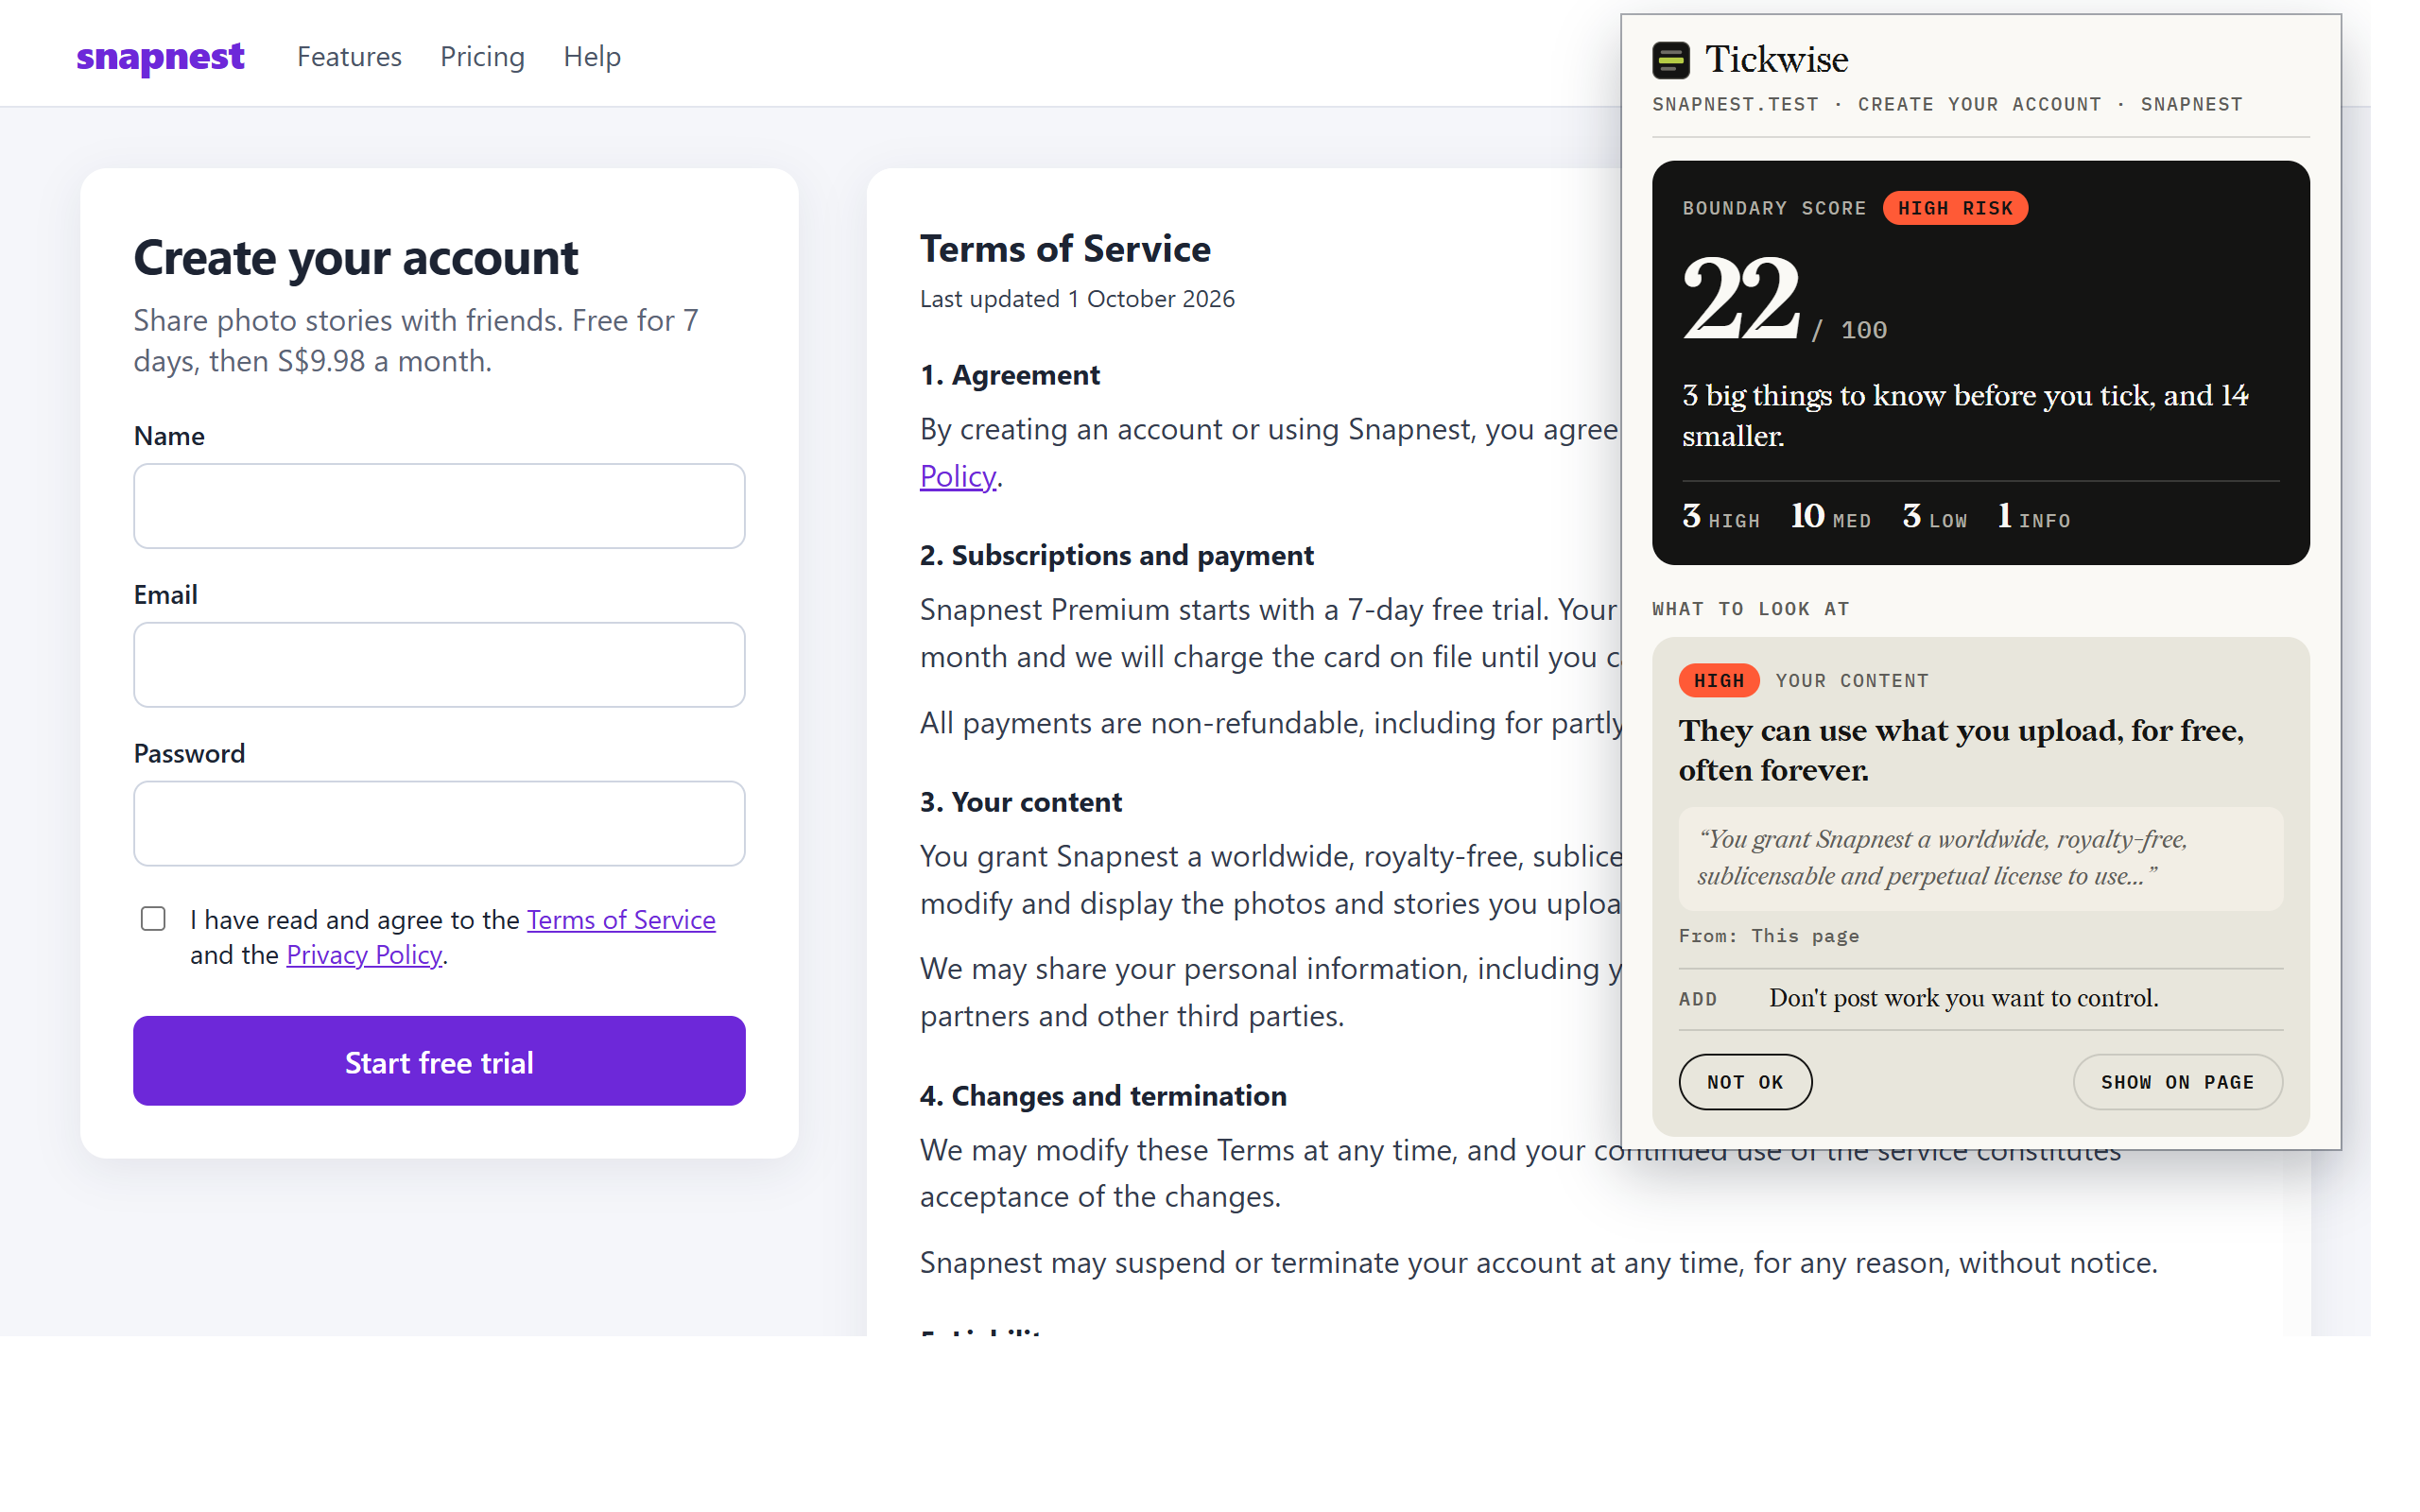 snapnest
Features Pricing Help
Create your account
Share photo stories with friends. Free for 7
days, then S$9.98 a month.
Name
Email
Password
I have read and agree to the Terms of Service
and the Privacy Policy.
Start free trial
Terms of Service
Last updated 1 October 2026
1. Agreement
By creating an account or using Snapnest, you agree
Policy.
2. Subscriptions and payment
Snapnest Premium starts with a 7-day free trial. Your
month and we will charge the card on file until you
All payments are non-refundable, including for partly
3. Your content
You grant Snapnest a worldwide, royalty-free,
modify and display the photos and stories you
We may share your personal information, including
partners and other third parties.
4. Changes and termination
We may modify these Terms at any time, and your continued use of the service constitutes
acceptance of the changes.
Snapnest may suspend or terminate your account at any time, for any reason, without notice.
Tickwise
SNAPNEST.TEST · CREATE YOUR ACCOUNT · SNAPNEST
BOUNDARY SCORE HIGH RISK
22 / 100
3 big things to know before you tick, and 14
smaller.
3 HIGH 10 MED 3 LOW 1 INFO
WHAT TO LOOK AT
HIGH YOUR CONTENT
They can use what you upload, for free,
often forever.
“You grant Snapnest a worldwide, royalty-free,
sublicensable and perpetual license to use…”
From: This page
ADD Don't post work you want to control.
NOT OK SHOW ON PAGE